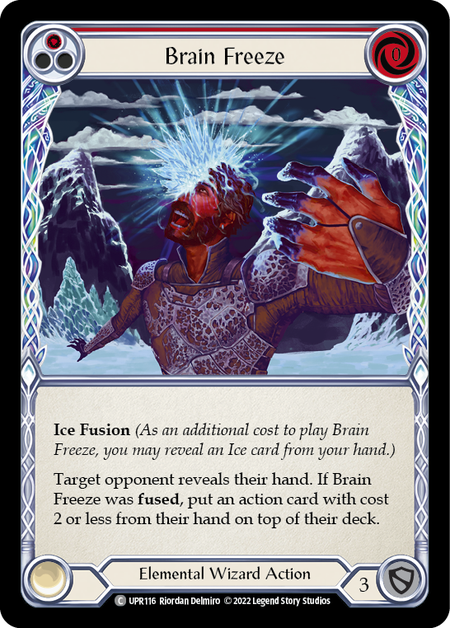 Brain Freeze
0
Ice Fusion (As an additional cost to play Brain
Freeze, you may reveal an Ice card from your hand.)
Target opponent reveals their hand. If Brain
Freeze was fused, put an action card with cost
2 or less from their hand on top of their deck.
Elemental Wizard Action
3
C UPR116 Riordan Delmiro © 2022 Legend Story Studios